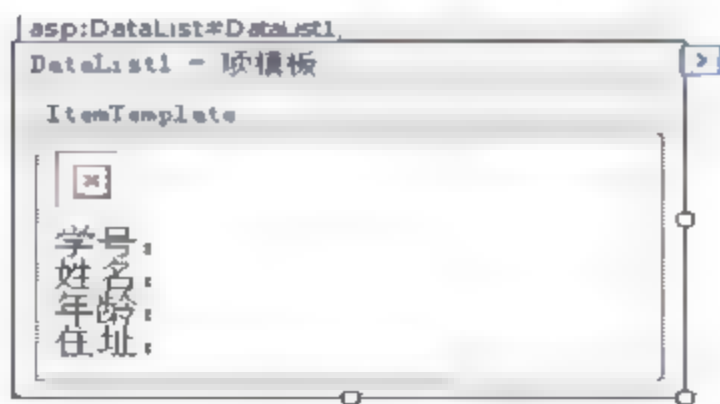 asp:DataList#DataList1
DataList1 - 项模板
ItemTemplate
学号：
姓名：
年龄：
住址：